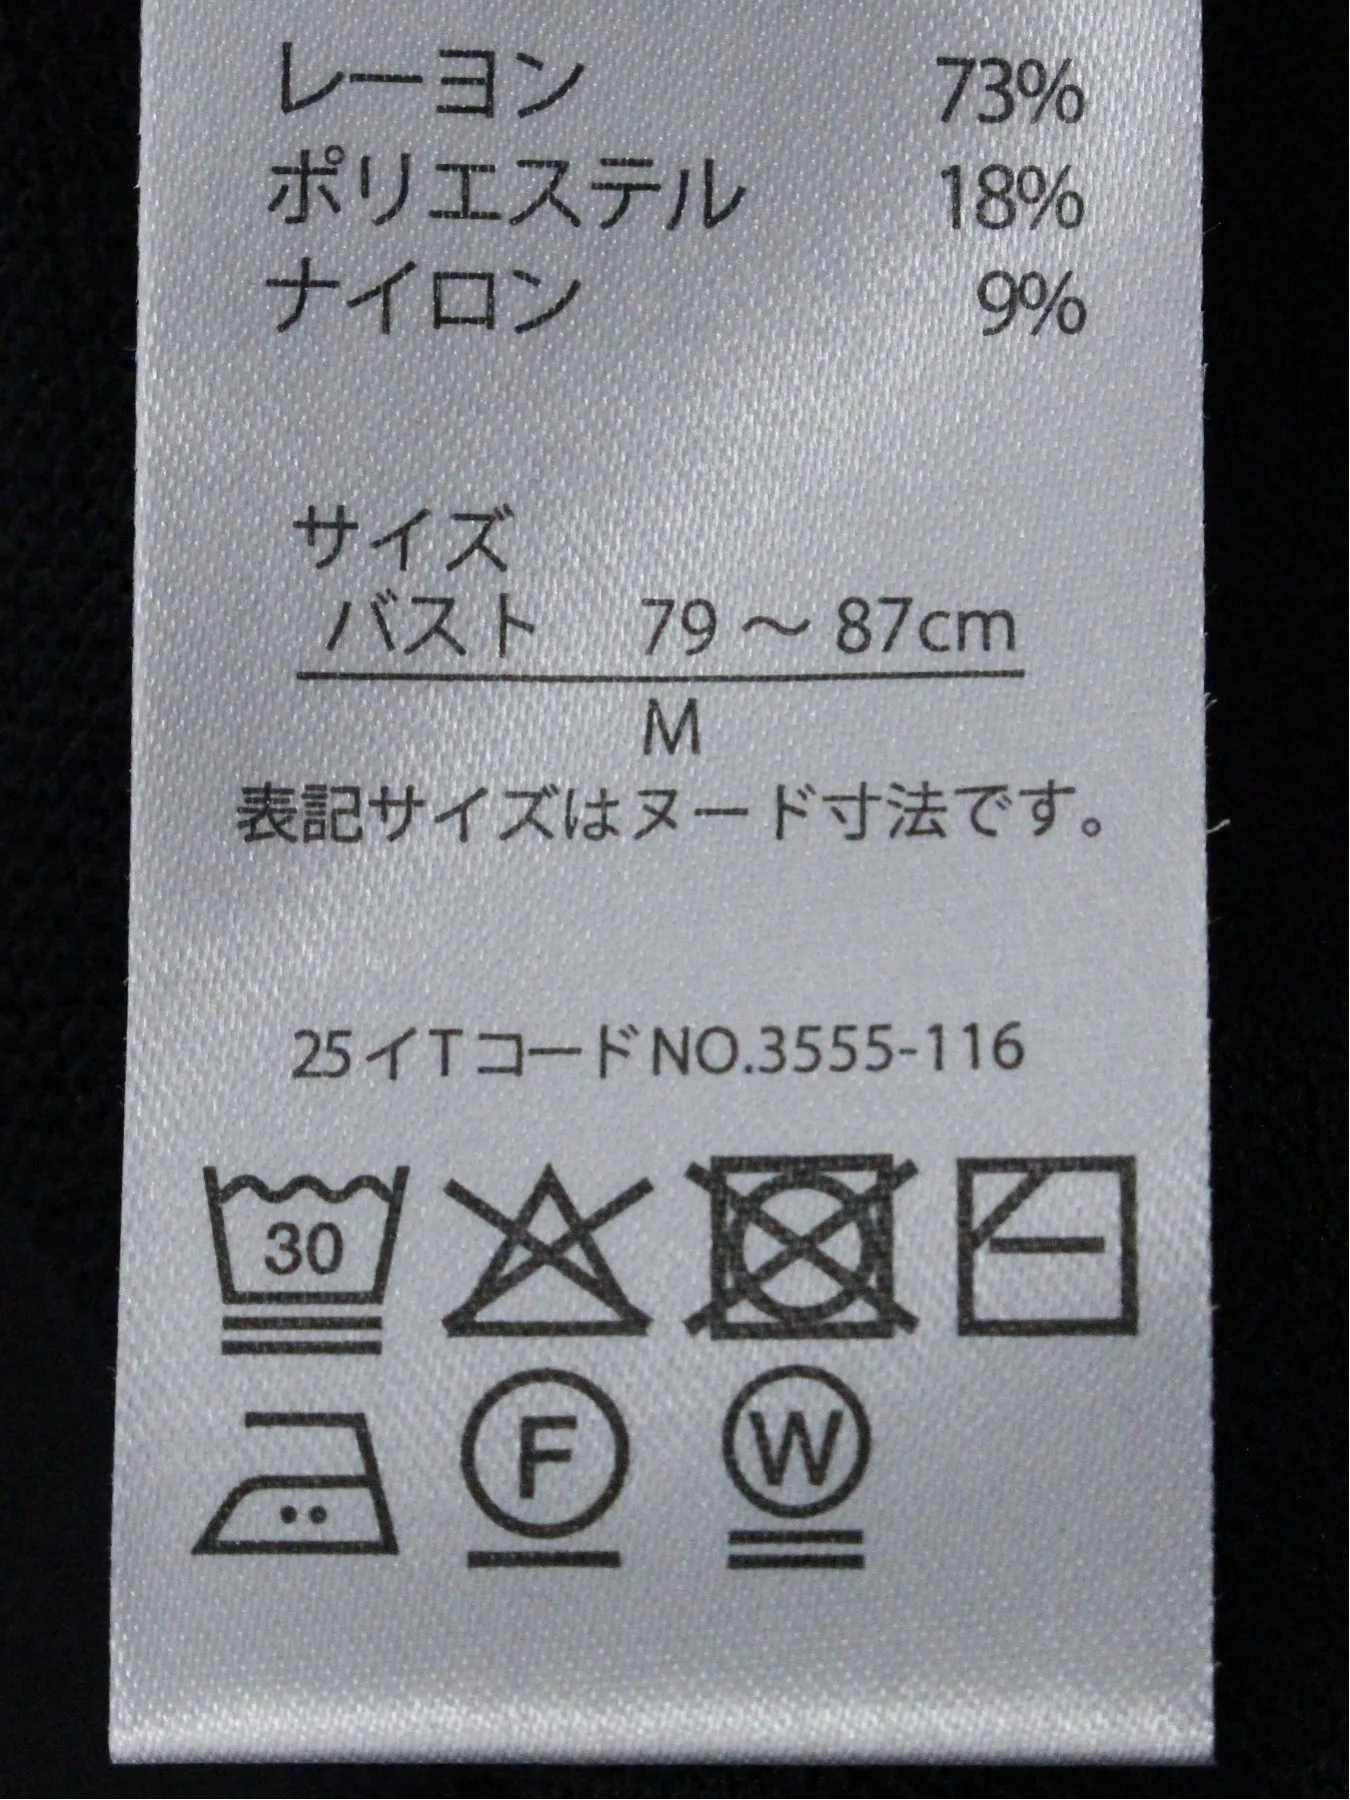 レーヨン 73%
ポリエステル 18%
ナイロン 9%
サイズ
バスト 79 〜 87cm
M
表記サイズはヌード寸法です。
25イTコードNO.3555-116
30
F W